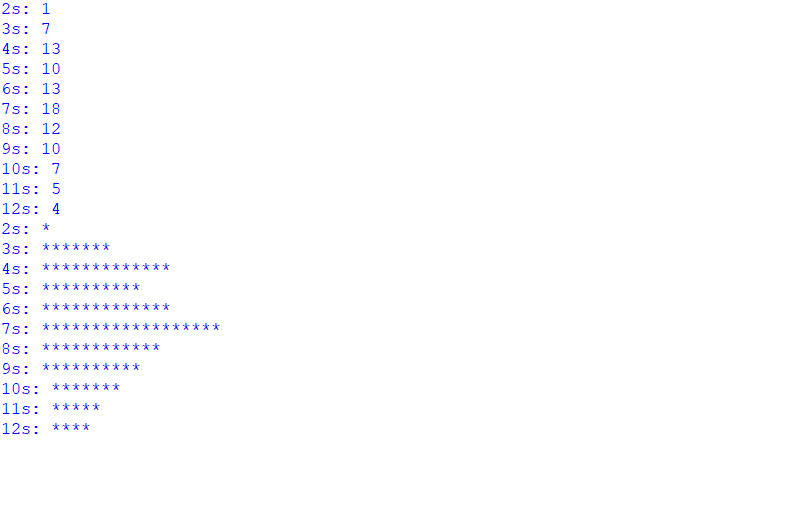 2s: 1
3s: 7
4s: 13
5s: 10
6s: 13
7s: 18
8s: 12
9s: 10
10s: 7
11s: 5
12s: 4
2s: *
3s: *******
4s: *************
5s: **********
6s: *************
7s: ******************
8s: ************
9s: **********
10s: *******
11s: *****
12s: ****